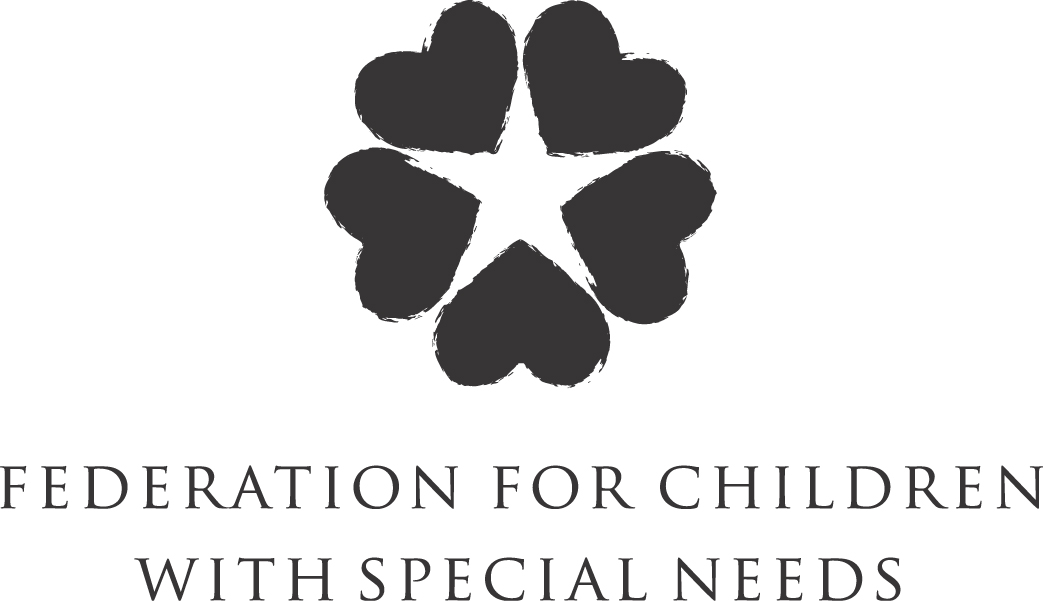 FEDERATION FOR CHILDREN
WITH SPECIAL NEEDS